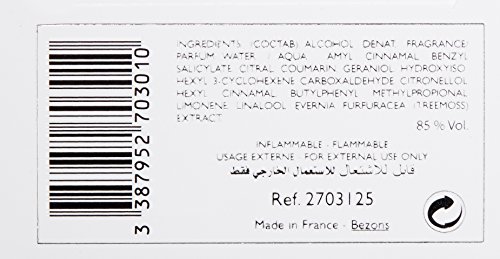 INGREDIENTS (COCTAB) ALCOHOL DENAT FRAGRANCE/
PARFUM WATER / AQUA AMYL CINNAMAL BENZYL
SALICYLATE CITRAL COUMARIN GERANIOL HYDROXYISO
HEXYL 3-CYCLOHEXENE CARBOXALDEHYDE CITRONELLOL
HEXYL CINNAMAL BUTYLPHENYL METHYLPROPIONAL
LIMONENE LINALOOL EVERNIA FURFURACEA (TREEMOSS)
EXTRACT
85 % Vol.
INFLAMMABLE - FLAMMABLE
USAGE EXTERNE - FOR EXTERNAL USE ONLY
قابل للاشتعال للاستعمال الخارجي فقط
Ref. 2703125
Made in France - Bezons
3 387952 703010